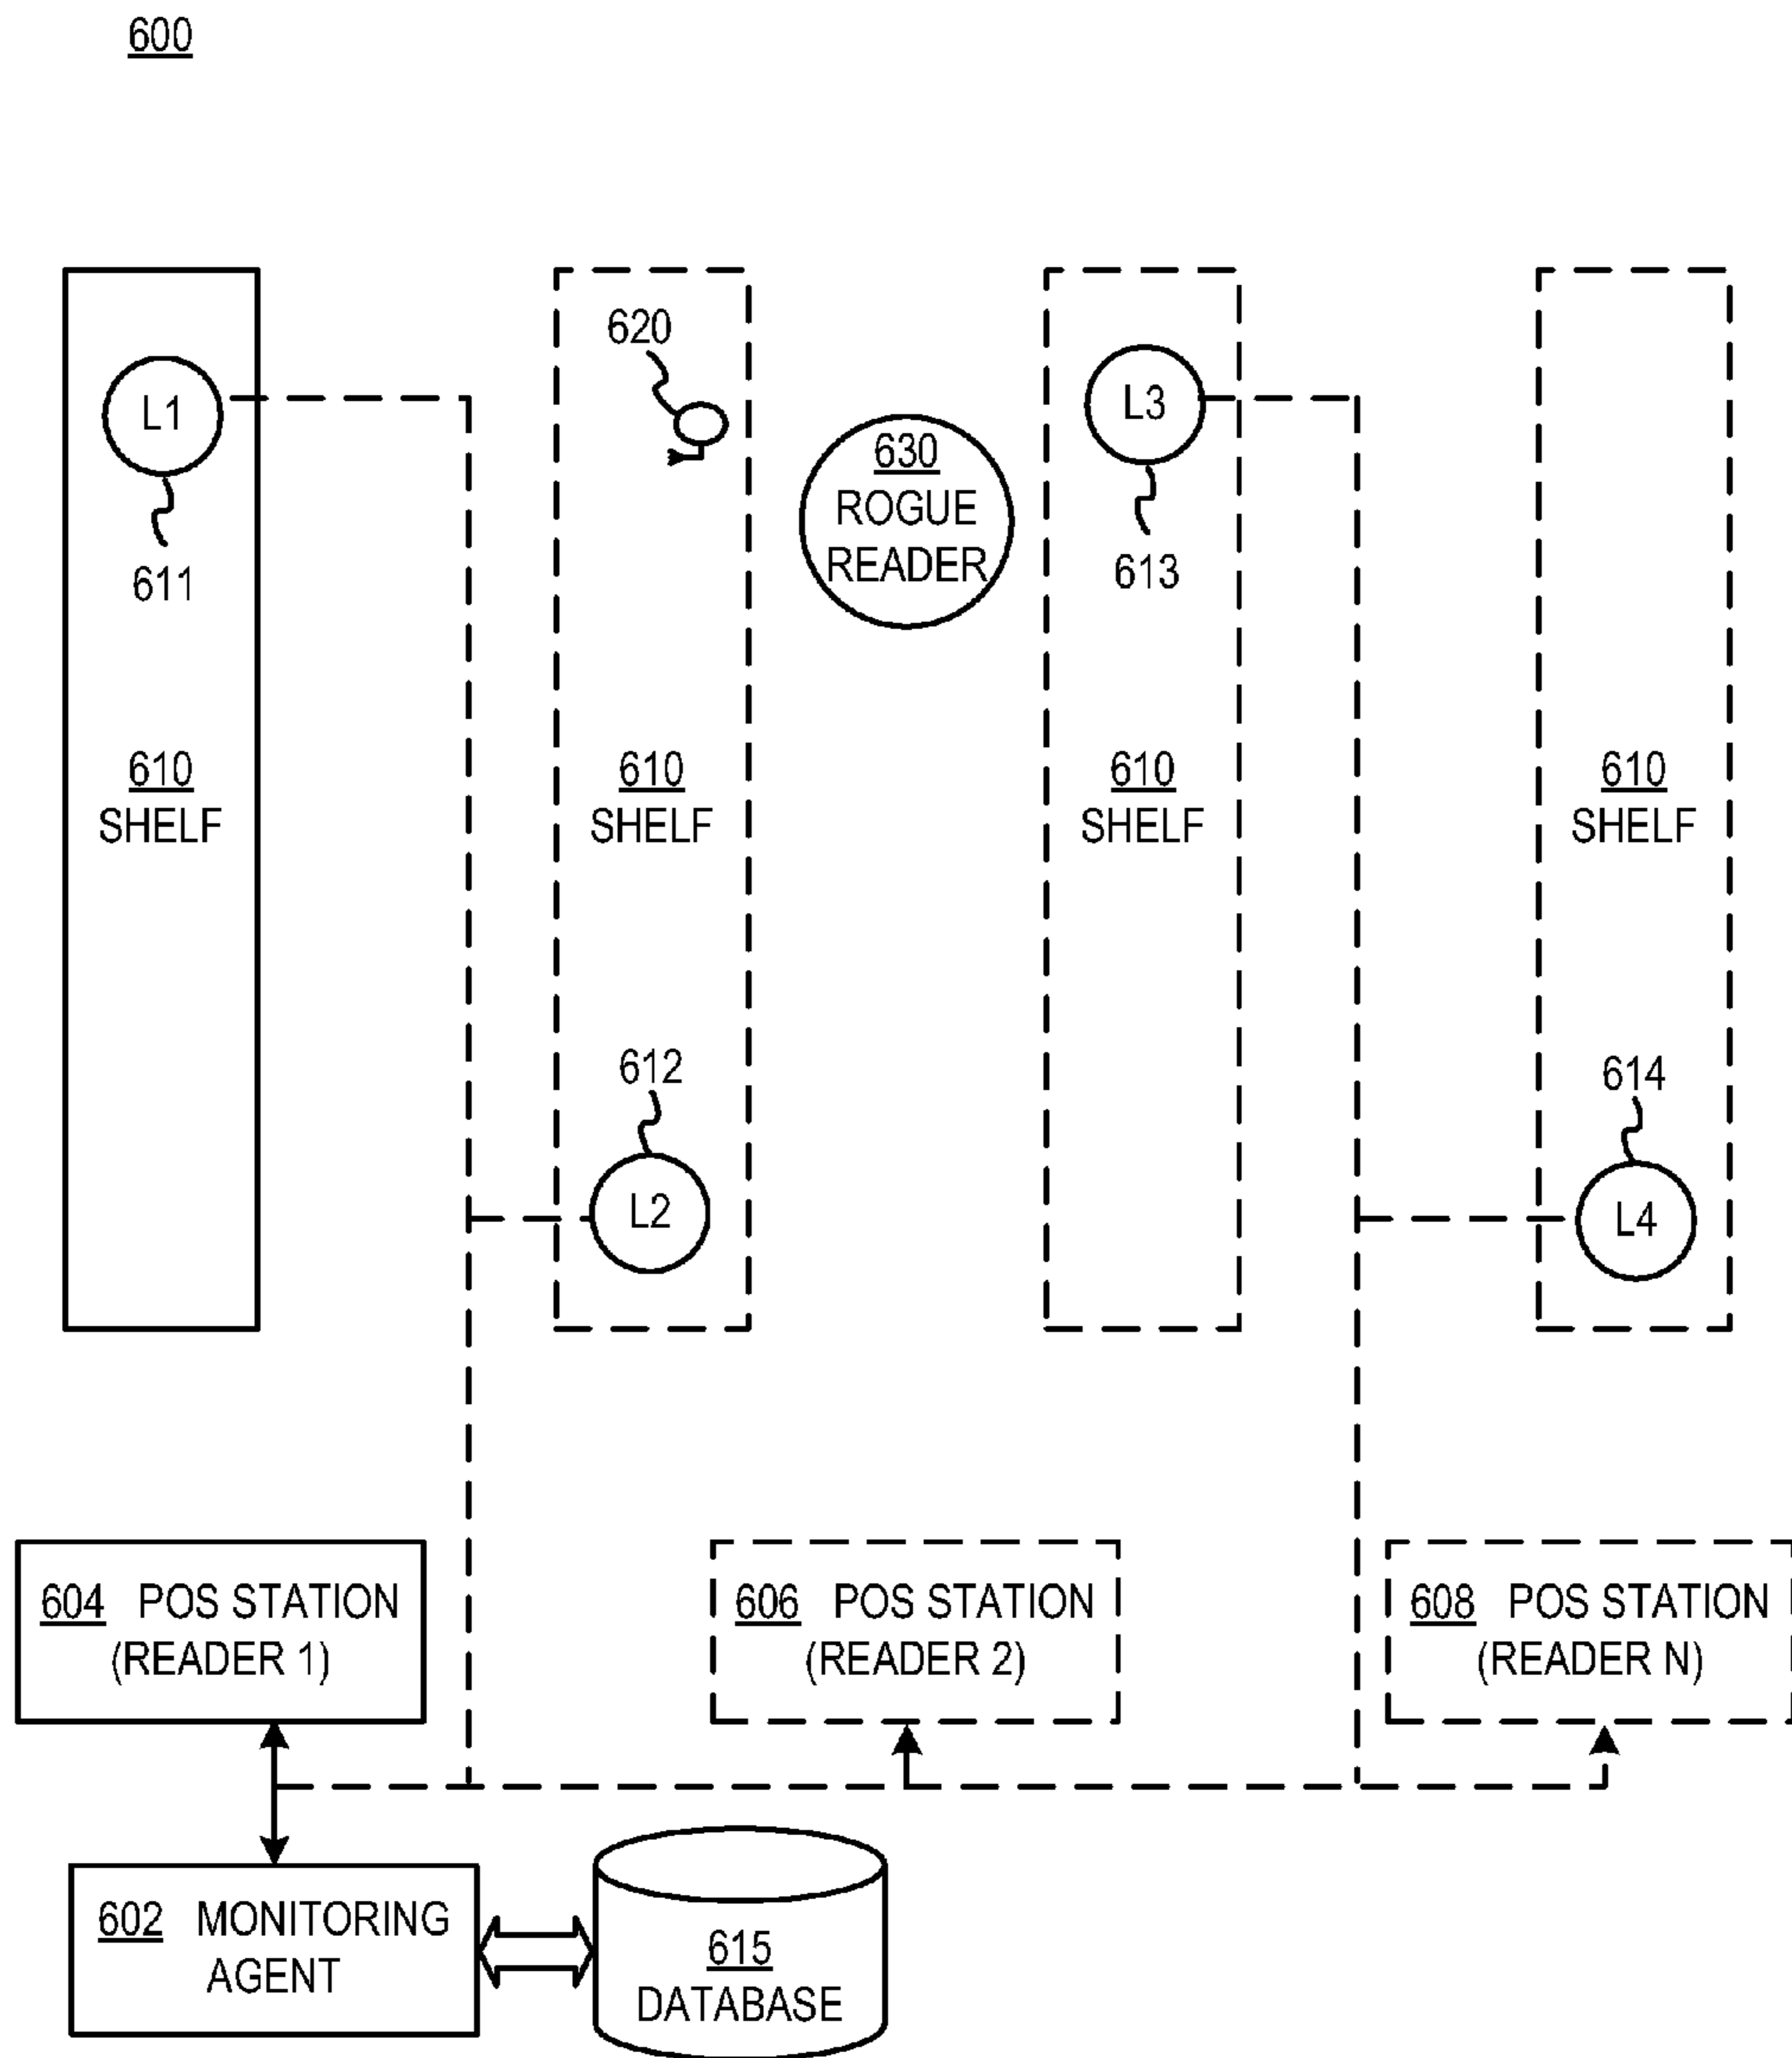 600
L1
611
620
630
ROGUE
READER
L3
613
610
SHELF
610
SHELF
610
SHELF
610
SHELF
612
L2
614
L4
604 POS STATION
(READER 1)
606 POS STATION
(READER 2)
608 POS STATION
(READER N)
602 MONITORING
AGENT
615
DATABASE